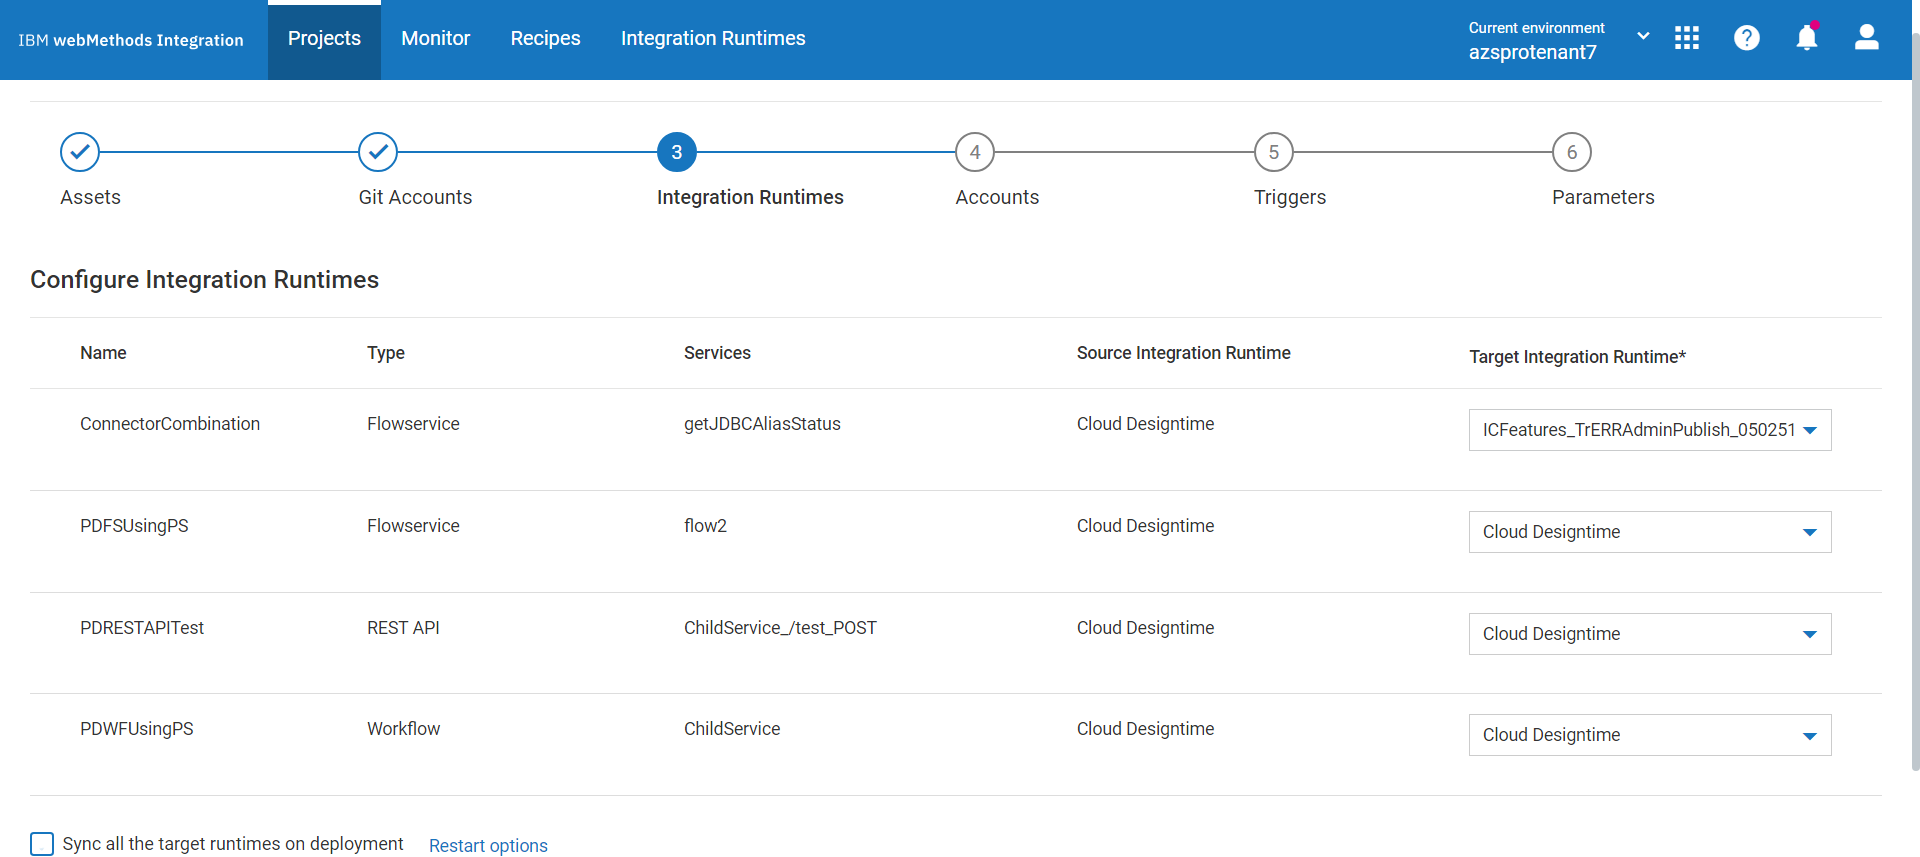 IBM webMethods Integration
Projects
Monitor
Recipes
Integration Runtimes
Current environment
azsprotenant7
?
Assets
Git Accounts
3
Integration Runtimes
4
Accounts
5
Triggers
6
Parameters
Configure Integration Runtimes
Name Type Services Source Integration Runtime Target Integration Runtime*
ConnectorCombination Flowservice getJDBCAliasStatus Cloud Designtime ICFeatures_TrERRAdminPublish_050251
PDFSUsingPS Flowservice flow2 Cloud Designtime Cloud Designtime
PDRESTAPITest REST API ChildService_/test_POST Cloud Designtime Cloud Designtime
PDWFUsingPS Workflow ChildService Cloud Designtime Cloud Designtime
Sync all the target runtimes on deployment Restart options